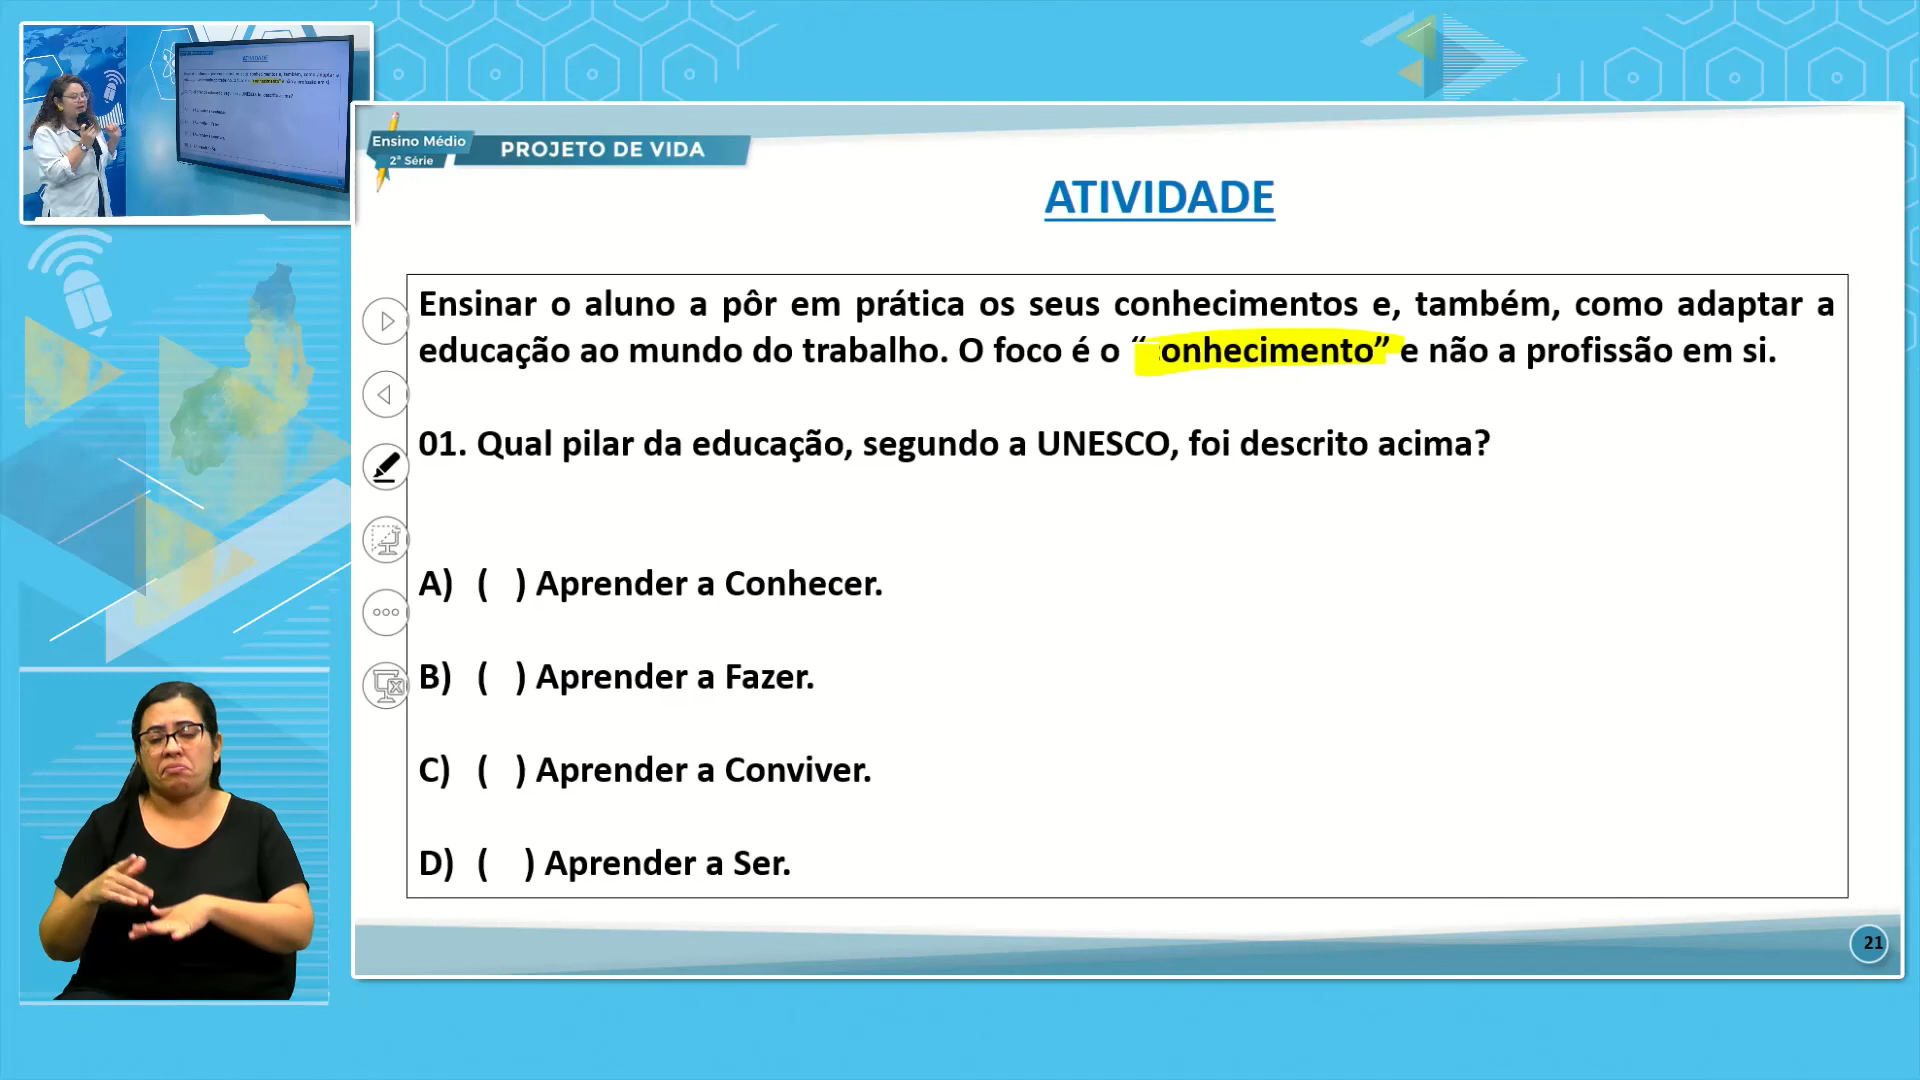 Ensino Médio
2ª Série
PROJETO DE VIDA
ATIVIDADE
Ensinar o aluno a pôr em prática os seus conhecimentos e, também, como adaptar a
educação ao mundo do trabalho. O foco é o “conhecimento” e não a profissão em si.
01. Qual pilar da educação, segundo a UNESCO, foi descrito acima?
A) ( ) Aprender a Conhecer.
B) ( ) Aprender a Fazer.
C) ( ) Aprender a Conviver.
D) ( ) Aprender a Ser.
21